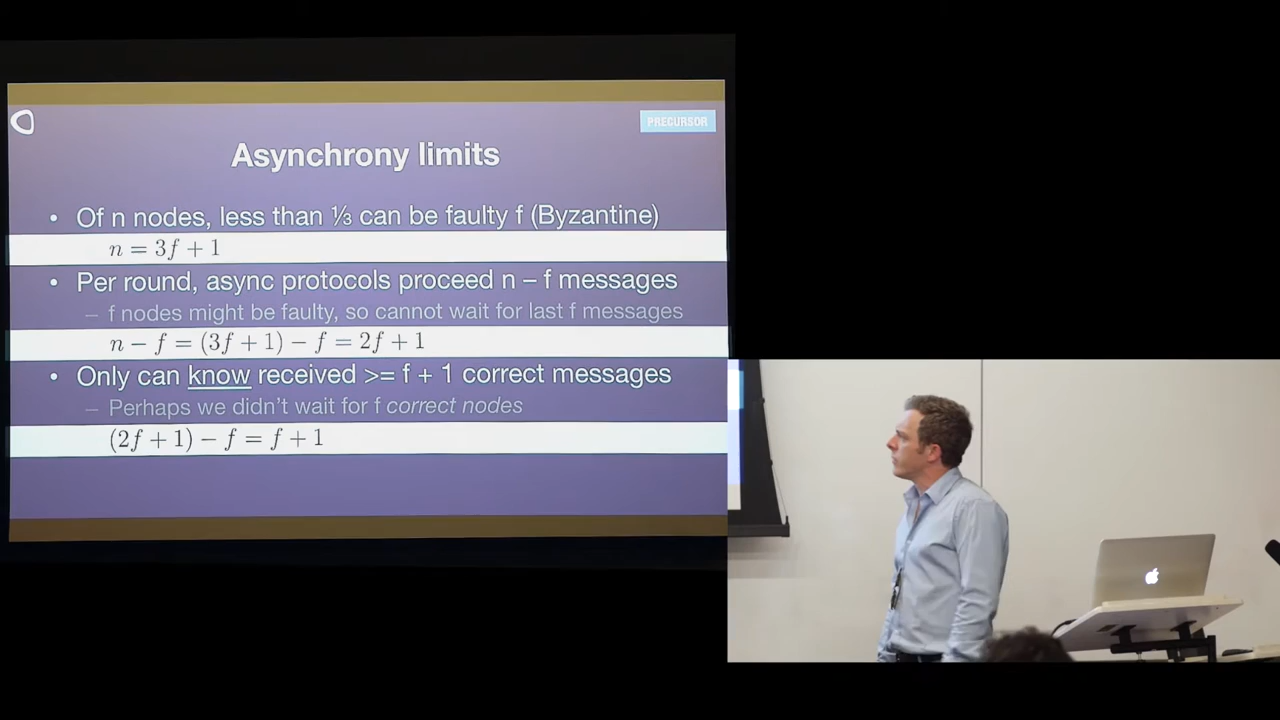 PRECURSOR
Asynchrony limits
• Of n nodes, less than ⅓ can be faulty f (Byzantine)
n = 3f + 1
• Per round, async protocols proceed n – f messages
– f nodes might be faulty, so cannot wait for last f messages
n − f = (3f + 1) − f = 2f + 1
• Only can know received >= f + 1 correct messages
– Perhaps we didn't wait for f correct nodes
(2f + 1) − f = f + 1